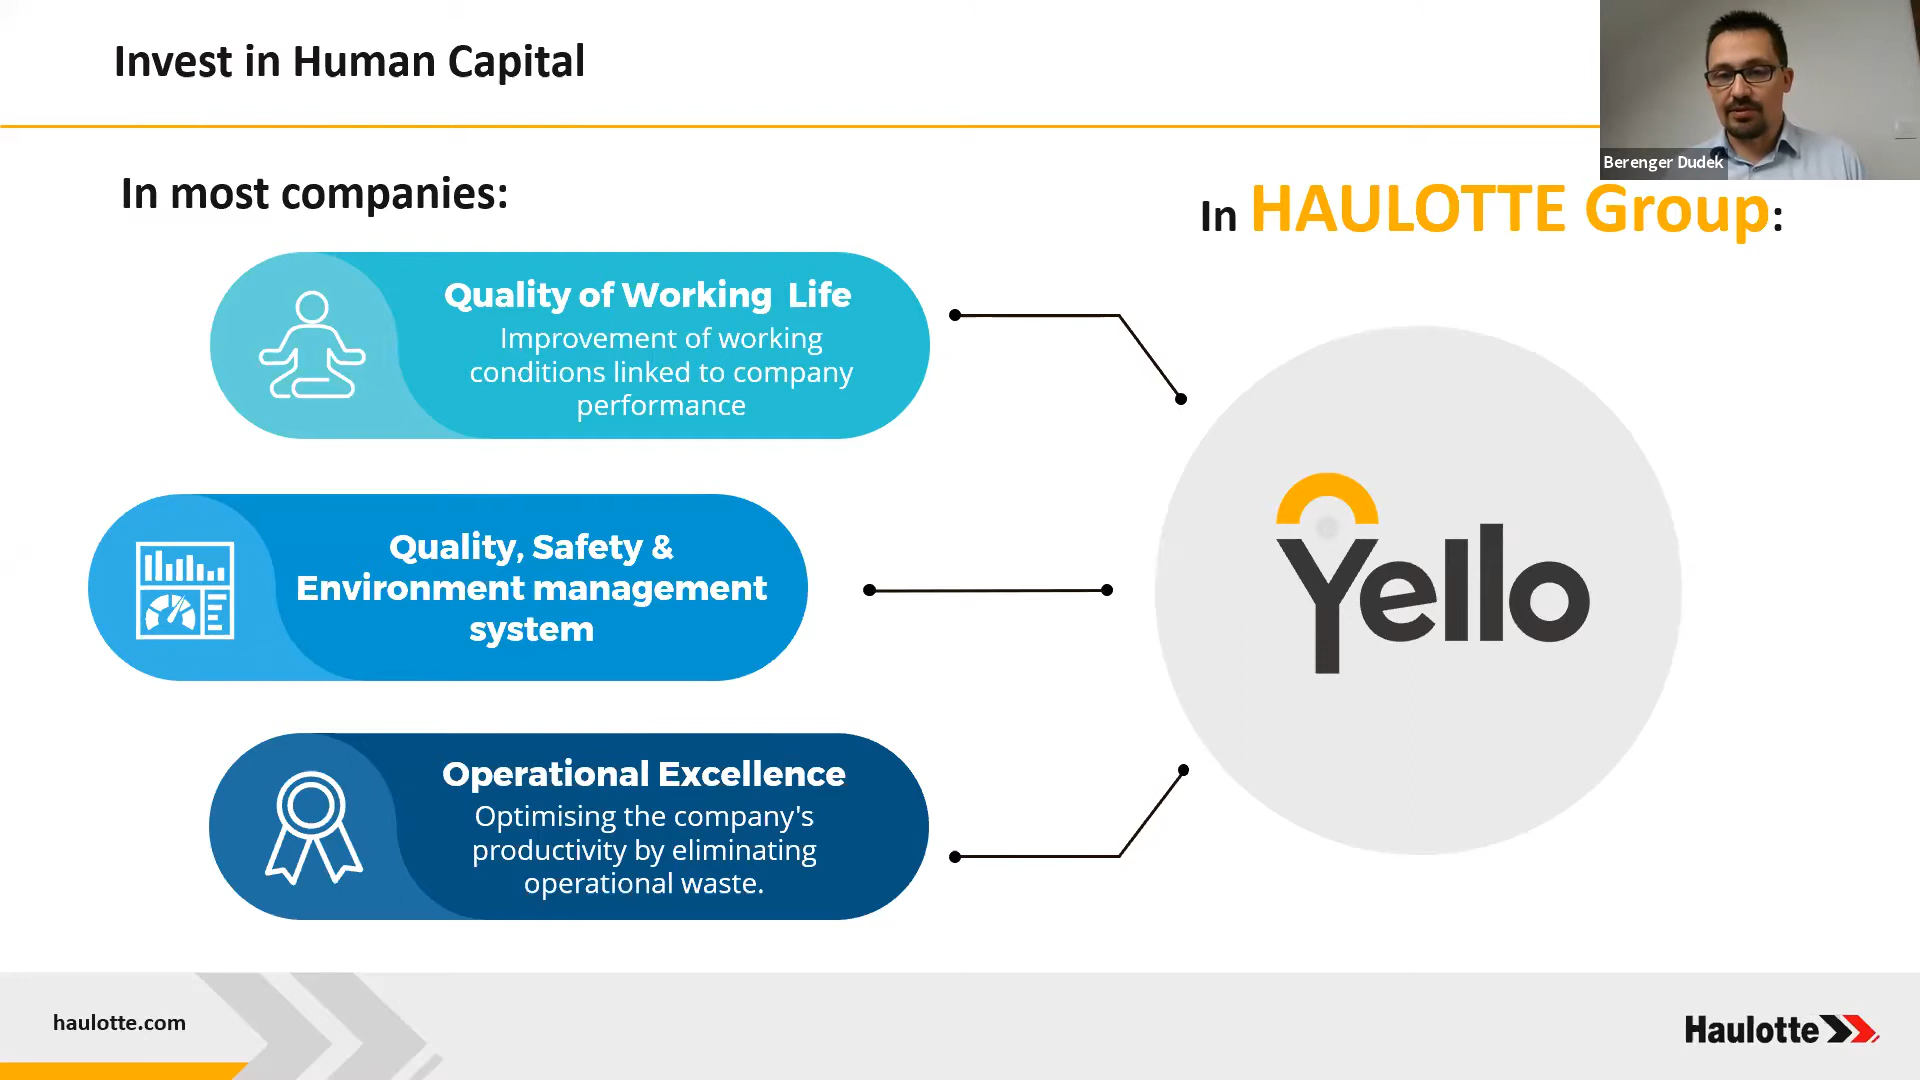 Invest in Human Capital
Berenger Dudek
In most companies:
In HAULOTTE Group:
Quality of Working Life
Improvement of working
conditions linked to company
performance
Quality, Safety &
Environment management
system
Yello
Operational Excellence
Optimising the company's
productivity by eliminating
operational waste.
haulotte.com
Haulotte